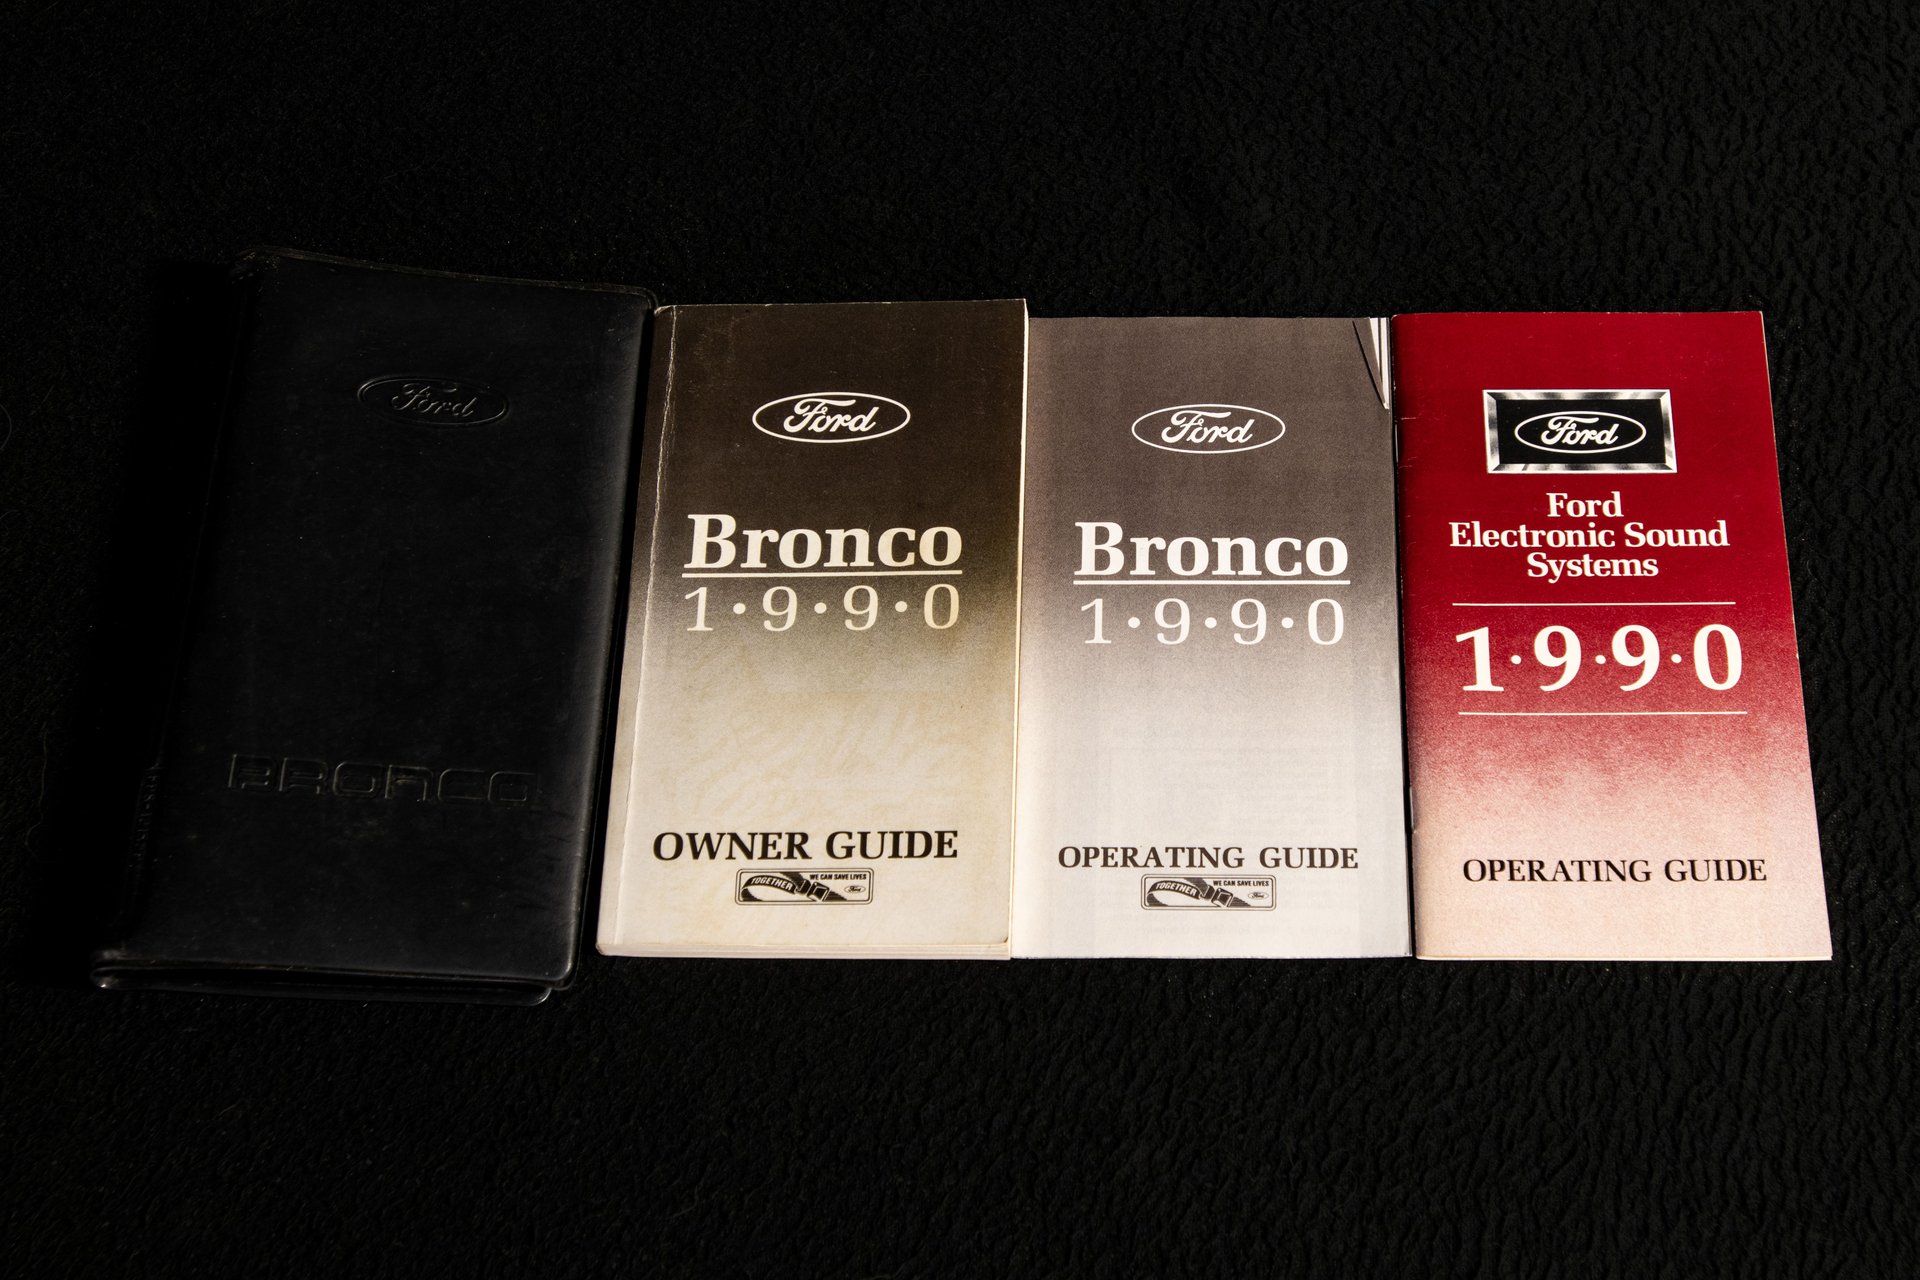 Ford
BRONCO
Ford
Bronco
1·9·9·0
OWNER GUIDE
TOGETHER
WE CAN SAVE LIVES
Ford
Ford
Bronco
1·9·9·0
OPERATING GUIDE
TOGETHER
WE CAN SAVE LIVES
Ford
Ford
Ford
Electronic Sound
Systems
1·9·9·0
OPERATING GUIDE